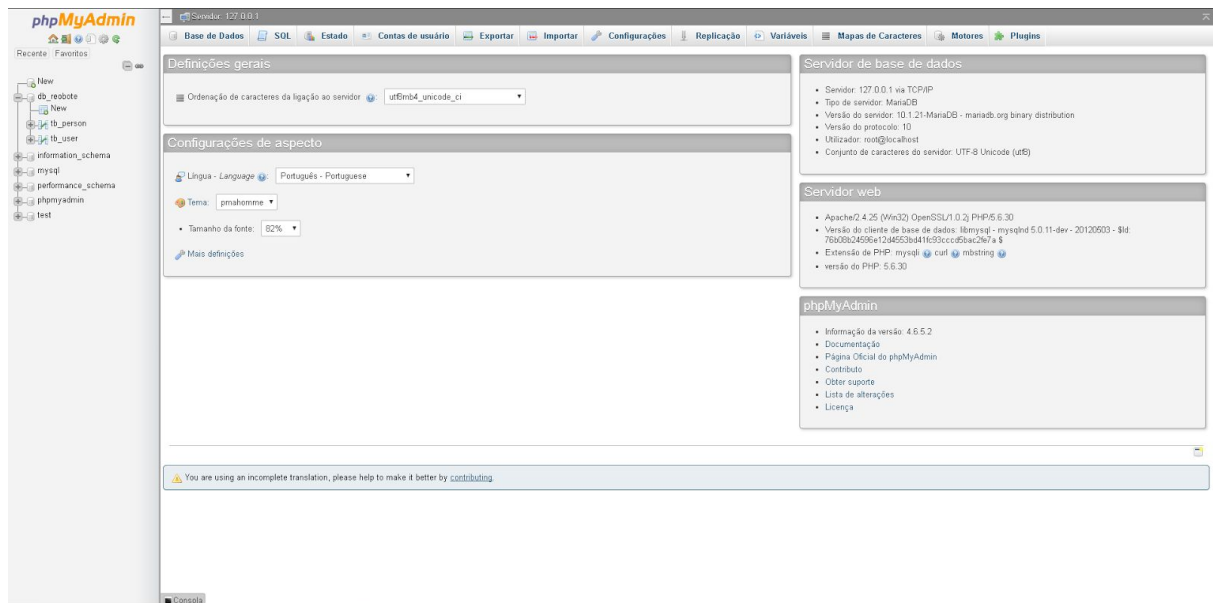 phpMyAdmin
Recente Favoritos
New
db_reobote
New
tb_person
tb_user
information_schema
mysql
performance_schema
phpmyadmin
test
Servidor: 127.0.0.1
Base de Dados SQL Estado Contas de usuário Exportar Importar Configurações Replicação Variáveis Mapas de Caracteres Motores Plugins
Definições gerais
Ordenação de caracteres da ligação ao servidor : utf8mb4_unicode_ci
Configurações de aspecto
Língua - Language : Português - Portuguese
Tema: pmahomme
Tamanho da fonte: 82%
Mais definições
Servidor de base de dados
Servidor: 127.0.0.1 via TCP/IP
Tipo de servidor: MariaDB
Versão do servidor: 10.1.21-MariaDB - mariadb.org binary distribution
Versão do protocolo: 10
Utilizador: root@localhost
Conjunto de caracteres do servidor: UTF-8 Unicode (utf8)
Servidor web
Apache/2.4.25 (Win32) OpenSSL/1.0.2j PHP/5.6.30
Versão do cliente de base de dados: libmysql - mysqlnd 5.0.11-dev - 20120503 - $Id:
76b08b24596e12d4553bd41fc93cccd5bac2fe7a $
Extensão de PHP: mysqli curl mbstring
versão do PHP: 5.6.30
phpMyAdmin
Informação da versão: 4.6.5.2
Documentação
Página Oficial do phpMyAdmin
Contributo
Obter suporte
Lista de alterações
Licença
You are using an incomplete translation, please help to make it better by contributing.
Consola